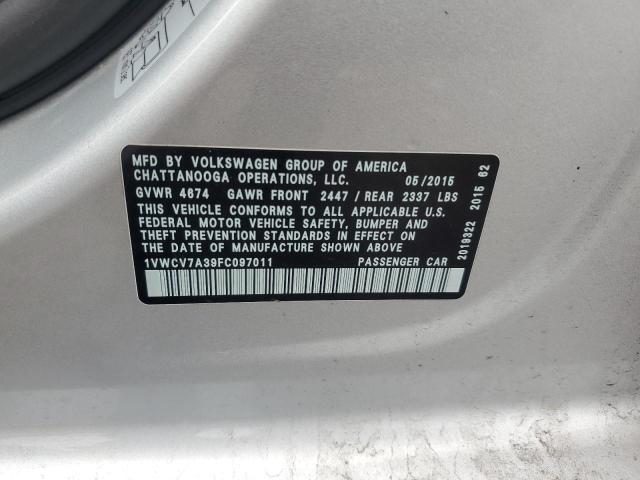 MFD BY VOLKSWAGEN GROUP OF AMERICA
CHATTANOOGA OPERATIONS, LLC. 05/2015
GVWR 4674 GAWR FRONT 2447 / REAR 2337 LBS
THIS VEHICLE CONFORMS TO ALL APPLICABLE U.S.
FEDERAL MOTOR VEHICLE SAFETY, BUMPER AND
THEFT PREVENTION STANDARDS IN EFFECT ON THE
DATE OF MANUFACTURE SHOWN ABOVE
1VWCV7A39FC097011 PASSENGER CAR
2019322 2015 62